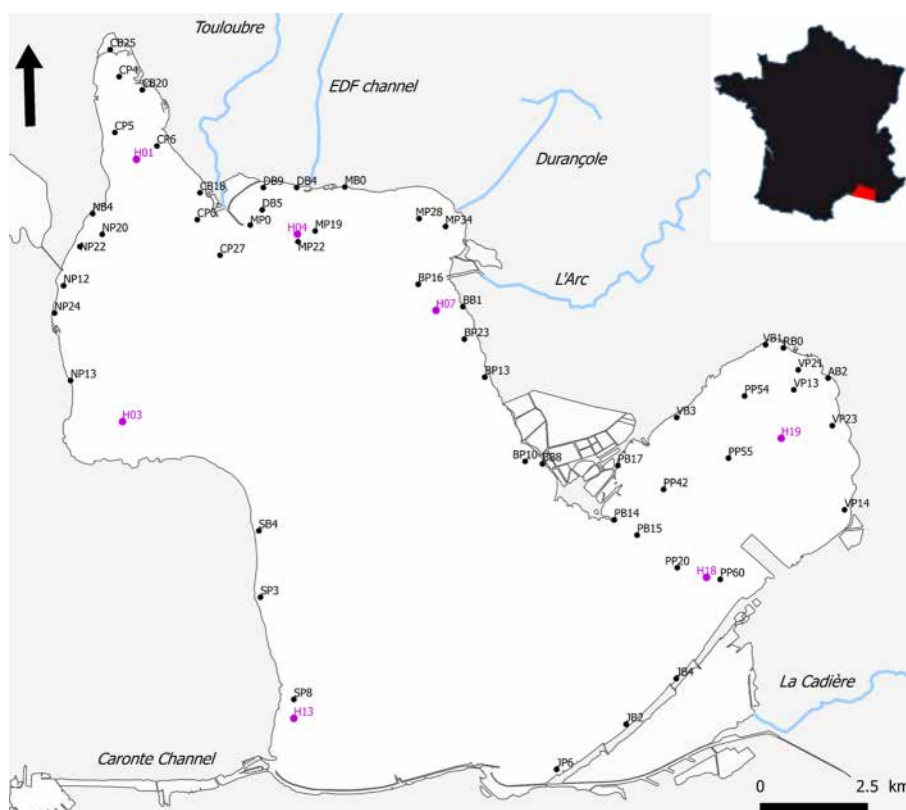 Touloubre
CB25
CP4
CB20
EDF channel
CP5
CP6
H01
Durançole
CB18
DB9
DB4
MB0
NB4
CP0
DB5
MP0
MP19
MP28
MP34
NP20
H04
NP22
CP27
MP22
L'Arc
NP12
BP16
NP24
H07
BB1
BP23
VB1
RB0
NP13
BP13
VP21
AB2
PP54
VP13
H03
VB3
VP23
H19
BP10
BB8
PB17
PP55
PP42
VP14
SB4
PB14
PB15
SP3
PP20
H18
PP60
SP8
JB4
La Cadière
H13
JB2
Caronte Channel
JP6
0 2.5 km